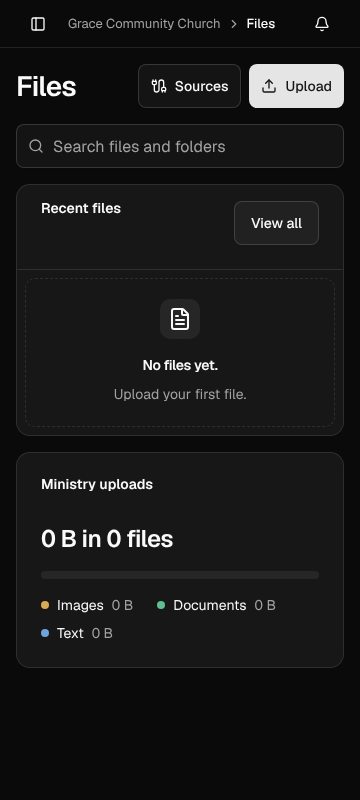 Grace Community Church > Files
Files
Sources
Upload
Search files and folders
Recent files
View all
No files yet.
Upload your first file.
Ministry uploads
0 B in 0 files
Images 0 B
Documents 0 B
Text 0 B